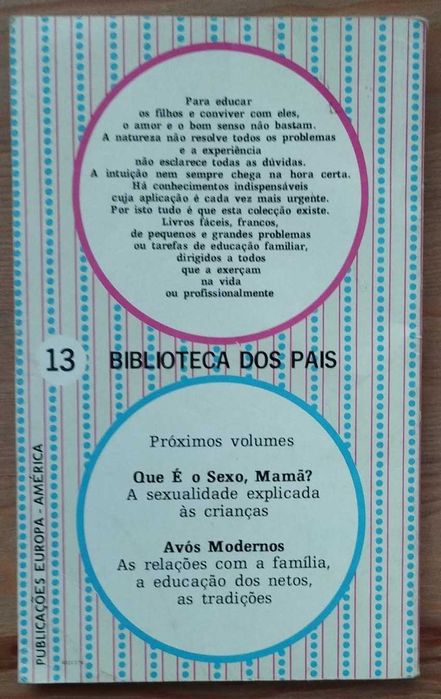 Para educar
os filhos e conviver com eles,
o amor e o bom senso não bastam.
A natureza não resolve todos os problemas
e a experiência
não esclarece todas as dúvidas.
A intuição nem sempre chega na hora certa.
Há conhecimentos indispensáveis
cuja aplicação é cada vez mais urgente.
Por isto tudo é que esta colecção existe.
Livros fáceis, francos,
de pequenos e grandes problemas
ou tarefas de educação familiar,
dirigidos a todos
que a exerçam
na vida
ou profissionalmente
13 BIBLIOTECA DOS PAIS
Próximos volumes
Que É o Sexo, Mamã?
A sexualidade explicada
às crianças
Avós Modernos
As relações com a família,
a educação dos netos,
as tradições
PUBLICAÇÕES EUROPA-AMÉRICA